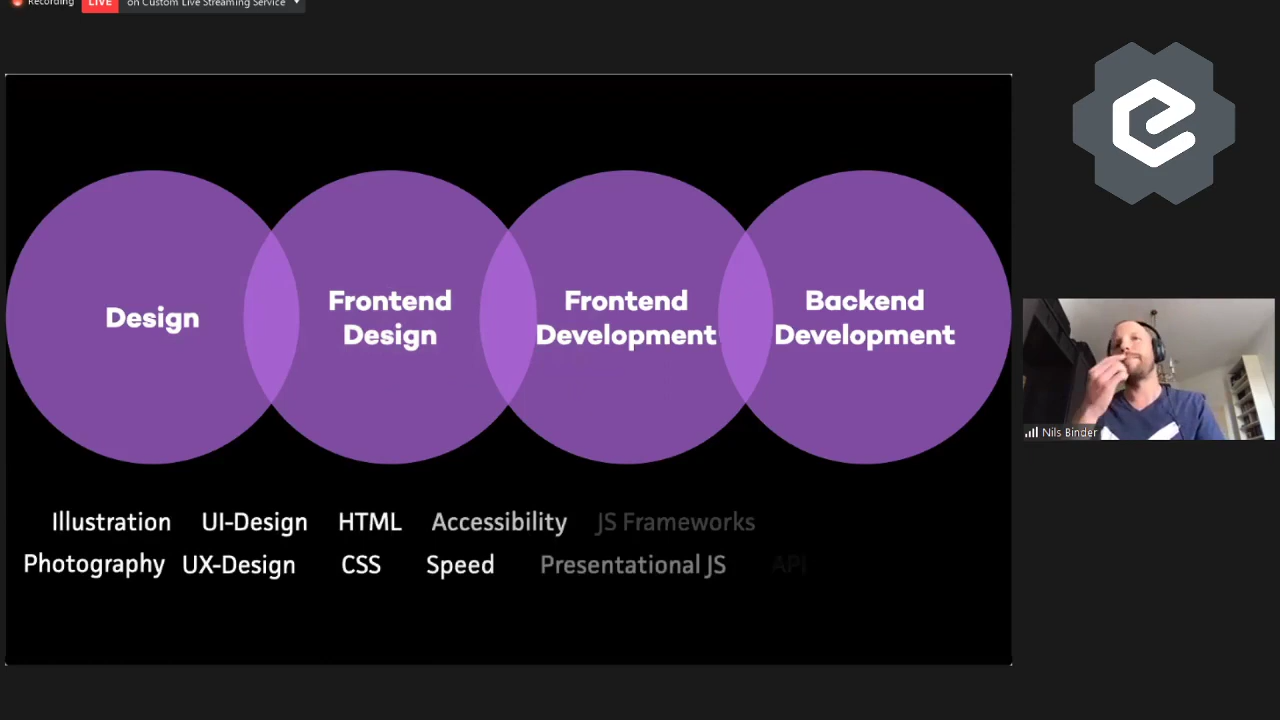 Recording LIVE on Custom Live Streaming Service
Design
Frontend
Design
Frontend
Development
Backend
Development
Illustration UI-Design HTML Accessibility JS Frameworks
Photography UX-Design CSS Speed Presentational JS API
Nils Binder